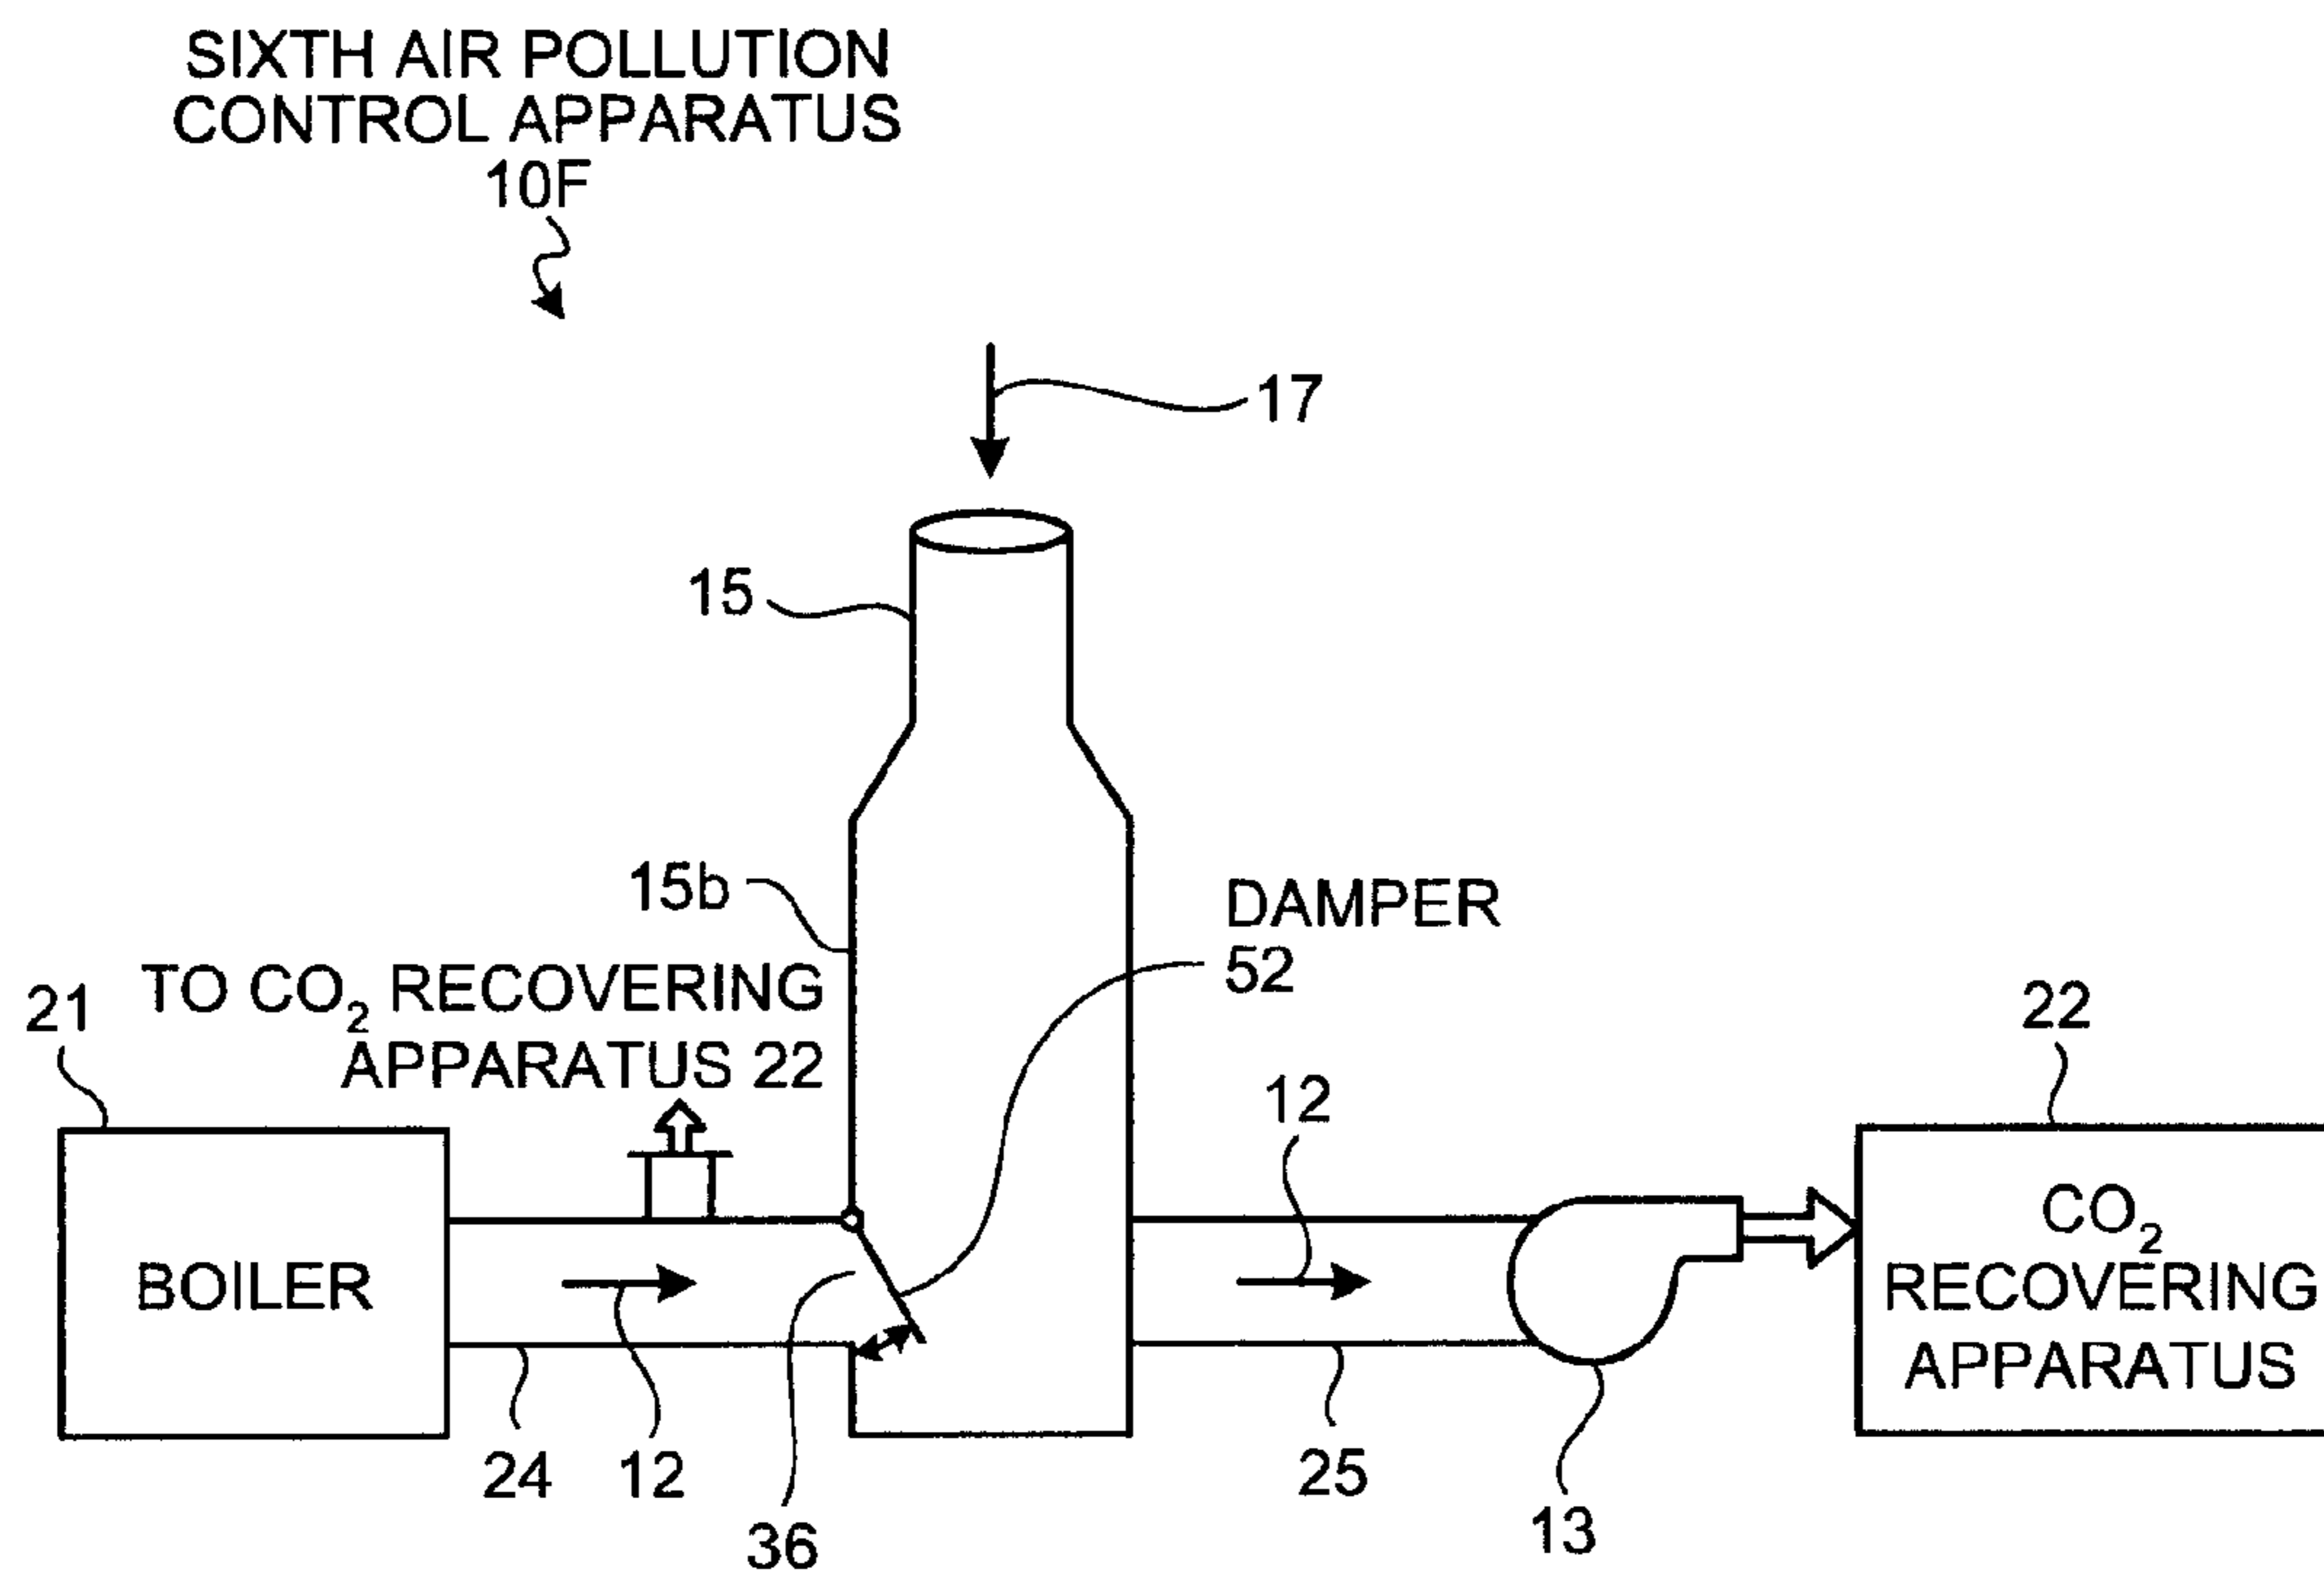 SIXTH AIR POLLUTION
CONTROL APPARATUS
10F
17
15
15b
DAMPER
52
21
TO CO₂ RECOVERING
APPARATUS 22
22
12
BOILER
CO₂
RECOVERING
APPARATUS
24
12
36
25
13